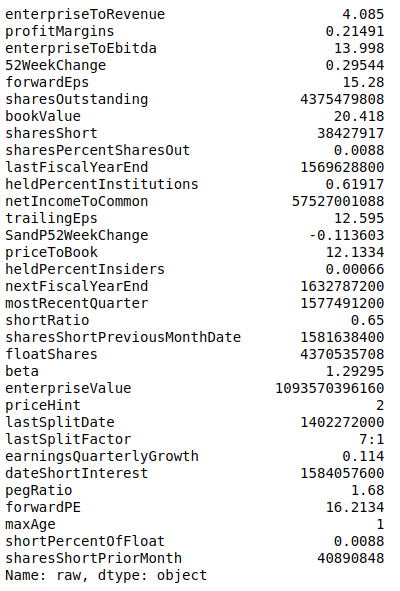 enterpriseToRevenue 4.085
profitMargins 0.21491
enterpriseToEbitda 13.998
52WeekChange 0.29544
forwardEps 15.28
sharesOutstanding 4375479808
bookValue 20.418
sharesShort 38427917
sharesPercentSharesOut 0.0088
lastFiscalYearEnd 1569628800
heldPercentInstitutions 0.61917
netIncomeToCommon 57527001088
trailingEps 12.595
SandP52WeekChange -0.113603
priceToBook 12.1334
heldPercentInsiders 0.00066
nextFiscalYearEnd 1632787200
mostRecentQuarter 1577491200
shortRatio 0.65
sharesShortPreviousMonthDate 1581638400
floatShares 4370535708
beta 1.29295
enterpriseValue 1093570396160
priceHint 2
lastSplitDate 1402272000
lastSplitFactor 7:1
earningsQuarterlyGrowth 0.114
dateShortInterest 1584057600
pegRatio 1.68
forwardPE 16.2134
maxAge 1
shortPercentOfFloat 0.0088
sharesShortPriorMonth 40890848
Name: raw, dtype: object